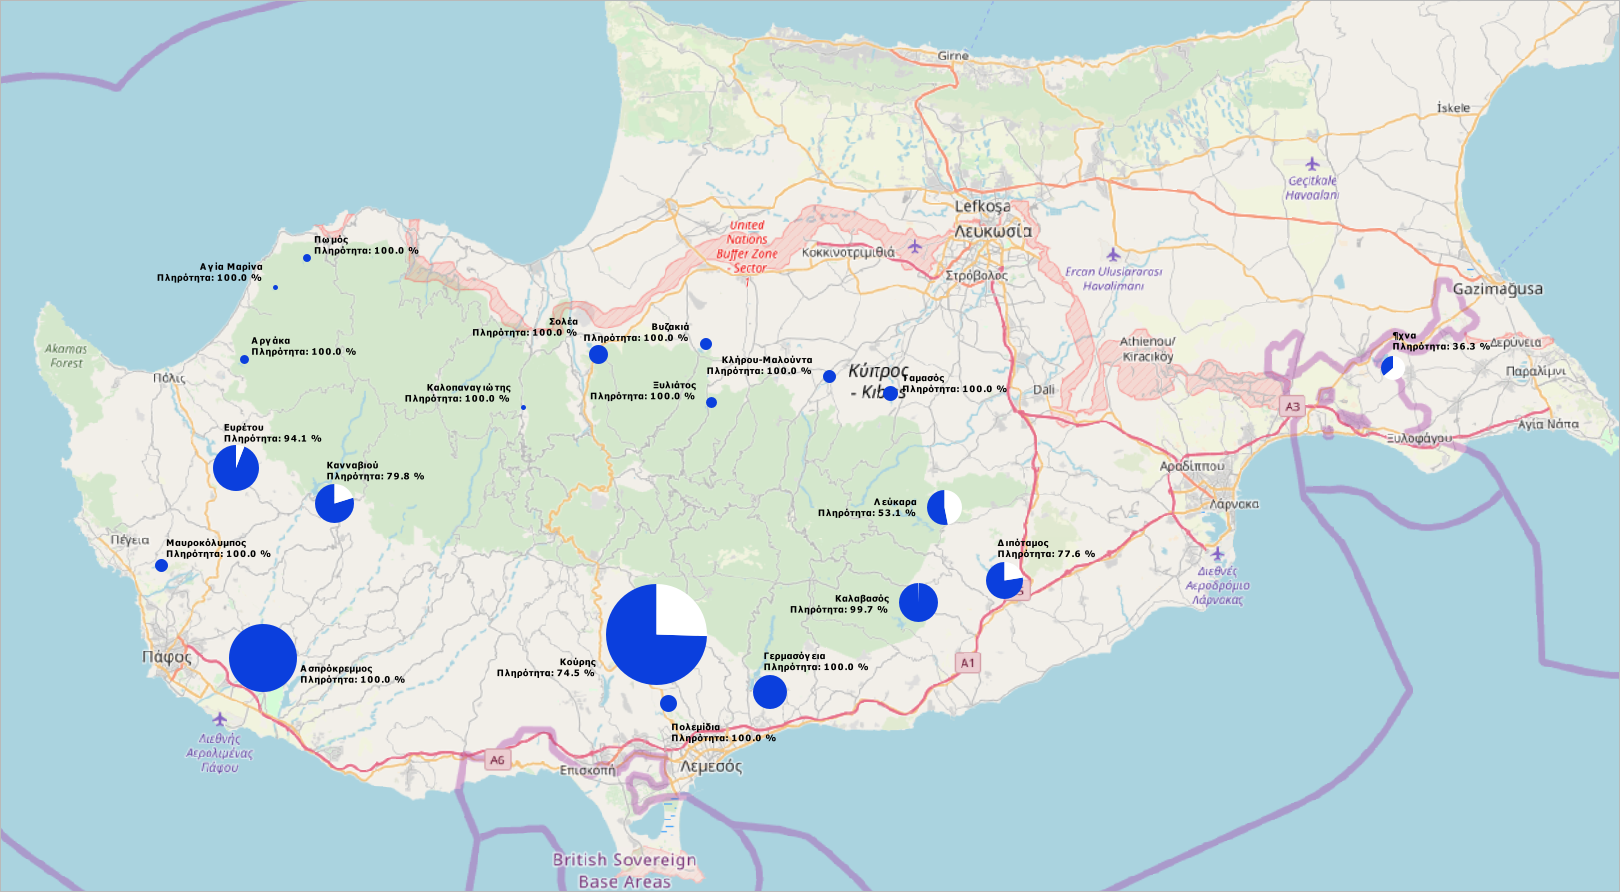 Girne
İskele
Geçitkale
Havaalanı
Lefkoşa
Λευκωσία
United
Nations
Buffer Zone
- Sector
1
Κοκκινοτριμιθιά
Στρόβολος
Ercan Uluslararası
Havalimanı
Gazimağusa
Πωμός
Πληρότητα: 100.0 %
Αγία Μαρίνα
Πληρότητα: 100.0 %
Σολέα
Πληρότητα: 100.0 %
Βυζακιά
Πληρότητα: 100.0 %
Αργάκα
Πληρότητα: 100.0 %
Akamas
Forest
Πόλις
Κλήρου-Μαλούντα
Πληρότητα: 100.0 %
Κύπρος
- Kıbrıs
Ταμασός
Πληρότητα: 100.0 %
Ξυλιάτος
Πληρότητα: 100.0 %
Καλοπαναγιώτης
Πληρότητα: 100.0 %
Athienou/
Kiracıköy
Dali
¶χνα
Πληρότητα: 36.3 %
Δερύνεια
Παραλίμνι
A3
Αγία Νάπα
Ξυλοφάγου
Ευρέτου
Πληρότητα: 94.1 %
Κανναβιού
Πληρότητα: 79.8 %
Αραδίππου
Λάρνακα
Λεύκαρα
Πληρότητα: 53.1 %
Πέγεια
Μαυροκόλυμπος
Πληρότητα: 100.0 %
Διπόταμος
Πληρότητα: 77.6 %
Διεθνές
Αεροδρόμιο
Λάρνακας
Καλαβασός
Πληρότητα: 99.7 %
Πάφος
Ασπρόκρεμμος
Πληρότητα: 100.0 %
Κούρης
Πληρότητα: 74.5 %
Γερμασόγεια
Πληρότητα: 100.0 %
A1
Πολεμίδια
Πληρότητα: 100.0 %
Διεθνής
Αερολιμένας
Πάφου
A6
Επισκοπή
Λεμεσός
British Sovereign
Base Areas